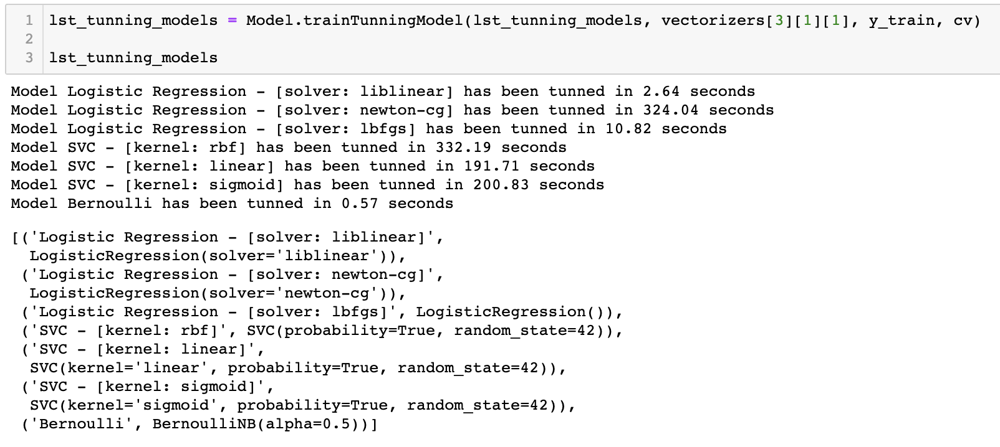 1 lst_tunning_models = Model.trainTunningModel(lst_tunning_models, vectorizers[3][1][1], y_train, cv)
2
3 lst_tunning_models
Model Logistic Regression - [solver: liblinear] has been tunned in 2.64 seconds
Model Logistic Regression - [solver: newton-cg] has been tunned in 324.04 seconds
Model Logistic Regression - [solver: lbfgs] has been tunned in 10.82 seconds
Model SVC - [kernel: rbf] has been tunned in 332.19 seconds
Model SVC - [kernel: linear] has been tunned in 191.71 seconds
Model SVC - [kernel: sigmoid] has been tunned in 200.83 seconds
Model Bernoulli has been tunned in 0.57 seconds
[('Logistic Regression - [solver: liblinear]',
  LogisticRegression(solver='liblinear')),
 ('Logistic Regression - [solver: newton-cg]',
  LogisticRegression(solver='newton-cg')),
 ('Logistic Regression - [solver: lbfgs]', LogisticRegression()),
 ('SVC - [kernel: rbf]', SVC(probability=True, random_state=42)),
 ('SVC - [kernel: linear]',
  SVC(kernel='linear', probability=True, random_state=42)),
 ('SVC - [kernel: sigmoid]',
  SVC(kernel='sigmoid', probability=True, random_state=42)),
 ('Bernoulli', BernoulliNB(alpha=0.5))]